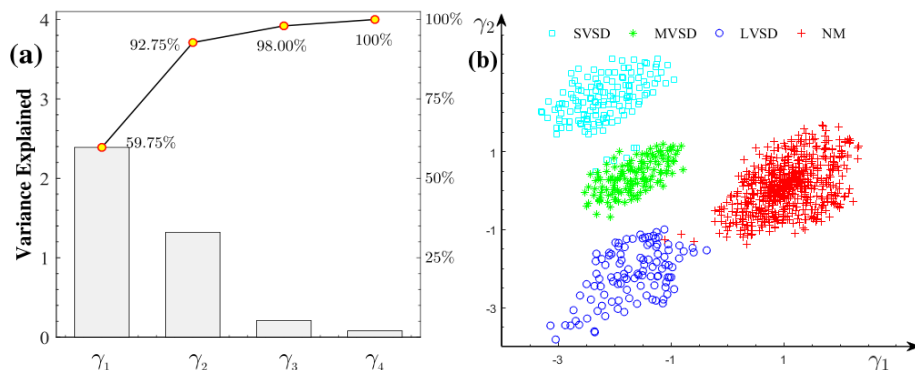 (a)
Variance Explained
4
3
2
1
0
100%
75%
50%
25%
59.75%
92.75%
98.00%
100%
γ1
γ2
γ3
γ4
(b)
γ2
SVSD MVSD LVSD NM
1
-1
-3
-3 -1 1
γ1